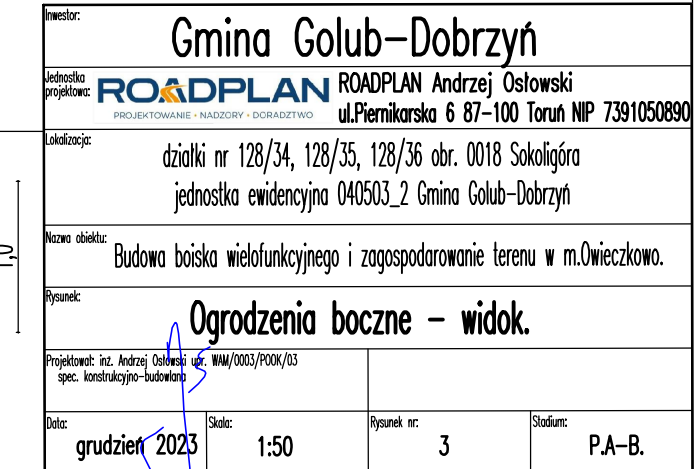 Inwestor:
Gmina Golub-Dobrzyń
Jednostka
projektowa:
ROADPLAN
PROJEKTOWANIE • NADZORY • DORADZTWO
ROADPLAN Andrzej Osłowski
ul.Piernikarska 6 87-100 Toruń NIP 7391050890
Lokalizacja:
działki nr 128/34, 128/35, 128/36 obr. 0018 Sokoligóra
jednostka ewidencyjna 040503_2 Gmina Golub-Dobrzyń
1,0
Nazwa obiektu:
Budowa boiska wielofunkcyjnego i zagospodarowanie terenu w m.Owieczkowo.
Rysunek:
Ogrodzenia boczne - widok.
Projektował: inż. Andrzej Osłowski upr. WAM/0003/POOK/03
spec. konstrukcyjno-budowlana
Data:
grudzień 2023
Skala:
1:50
Rysunek nr:
3
Stadium:
P.A-B.